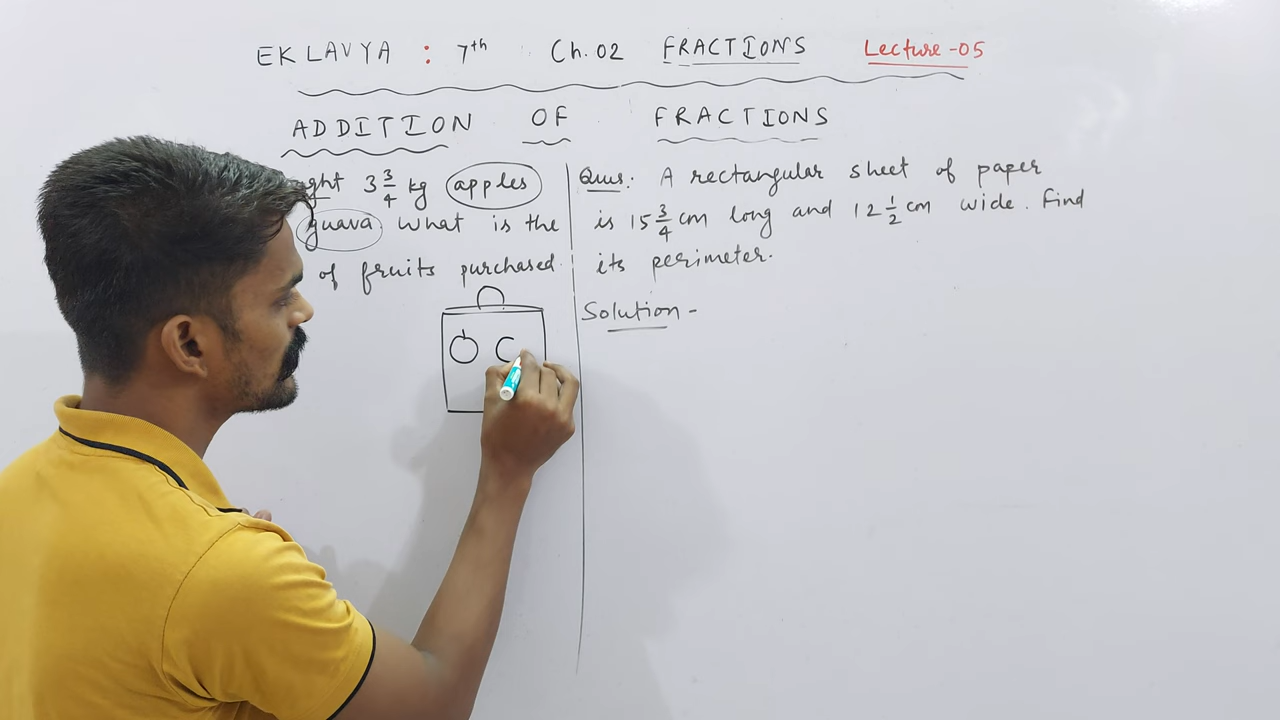 EKLAVYA : 7th Ch.02 FRACTIONS Lecture-05
ADDITION OF FRACTIONS
ght 3 3/4 kg apples
guava. What is the
of fruits purchased.
Ques: A rectangular sheet of paper
is 15 3/4 cm long and 12 1/2 cm wide. Find
its perimeter.
Solution -